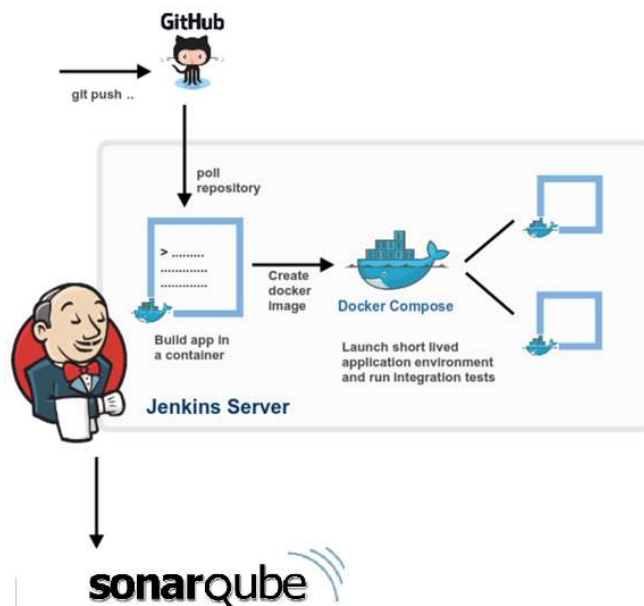 GitHub
git push ..
poll
repository
> .........
.............
.............
Create
docker
image
Docker Compose
Build app in
a container
Launch short lived
application environment
and run integration tests
Jenkins Server
sonarqube